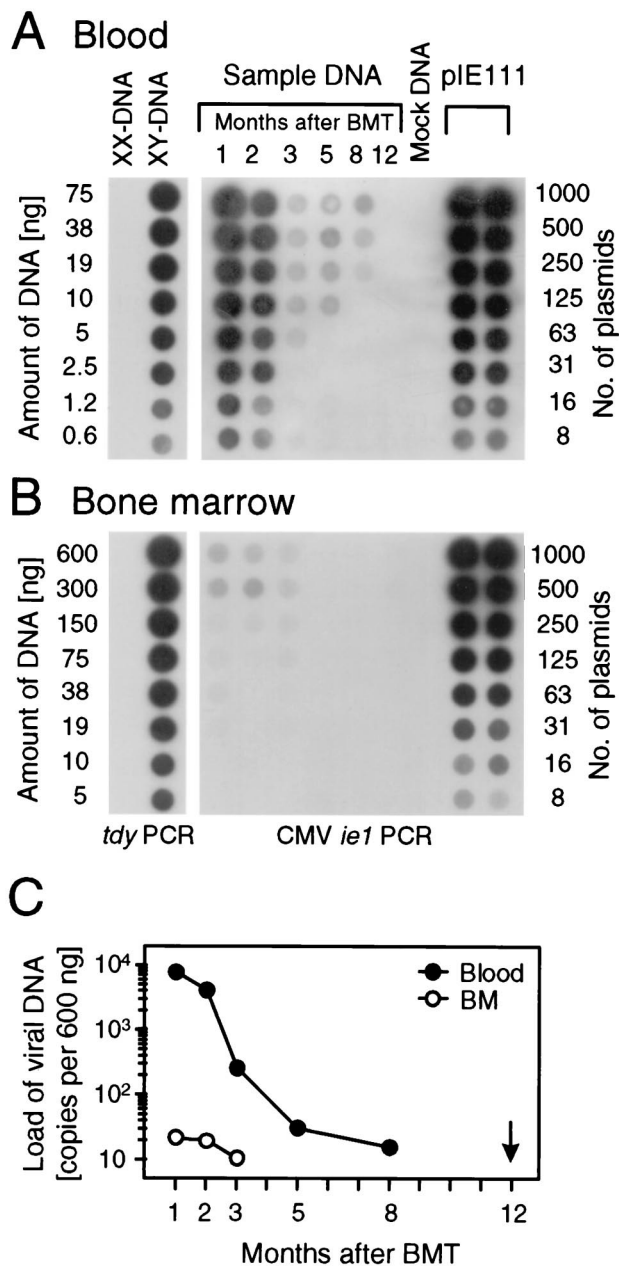 A Blood
XX-DNA
XY-DNA
Sample DNA
Months after BMT
1 2 3 5 8 12
Mock DNA
pIE111
Amount of DNA [ng]
75
38
19
10
5
2.5
1.2
0.6
1000
500
250
125
63
31
16
8
No. of plasmids
B Bone marrow
Amount of DNA [ng]
600
300
150
75
38
19
10
5
1000
500
250
125
63
31
16
8
No. of plasmids
tdy PCR
CMV ie1 PCR
C
Load of viral DNA
[copies per 600 ng]
10⁴
10³
10²
10
Blood
BM
1 2 3 5 8 12
Months after BMT